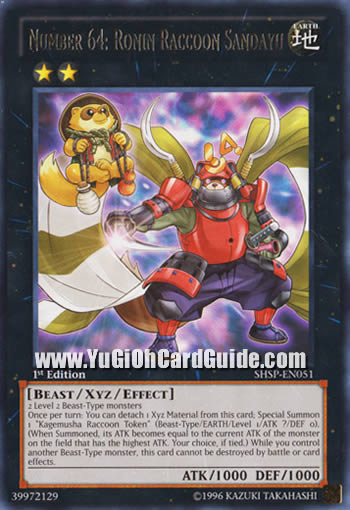 NUMBER 64: RONIN RACCOON SANDAYU
EARTH
地
64
www.YuGiOhCardGuide.com
1st Edition
SHSP-EN051
[BEAST/XYZ/EFFECT]
2 Level 2 Beast-Type monsters
Once per turn: You can detach 1 Xyz Material from this card; Special Summon
1 "Kagemusha Raccoon Token" (Beast-Type/EARTH/Level 1/ATK ?/DEF 0).
(When Summoned, its ATK becomes equal to the current ATK of the monster
on the field that has the highest ATK. Your choice, if tied.) While you control
another Beast-Type monster, this card cannot be destroyed by battle or card
effects.
ATK/1000 DEF/1000
39972129
©1996 KAZUKI TAKAHASHI